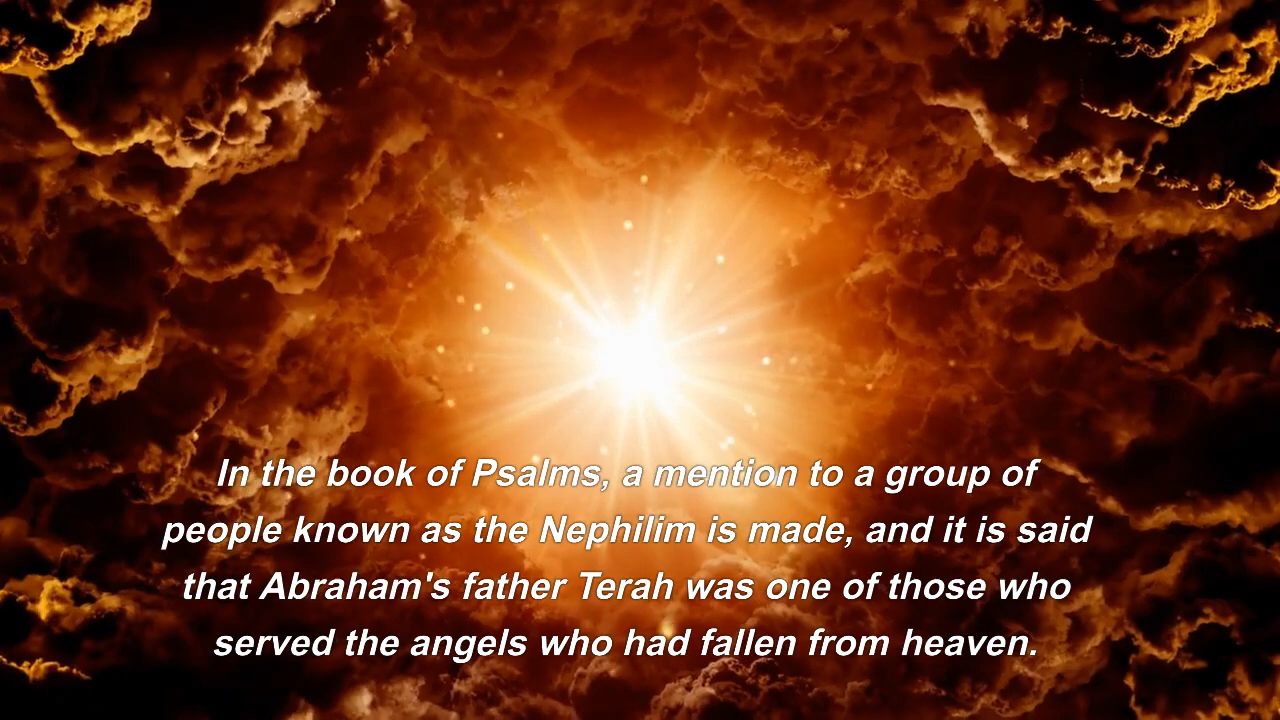 In the book of Psalms, a mention to a group of
people known as the Nephilim is made, and it is said
that Abraham's father Terah was one of those who
served the angels who had fallen from heaven.